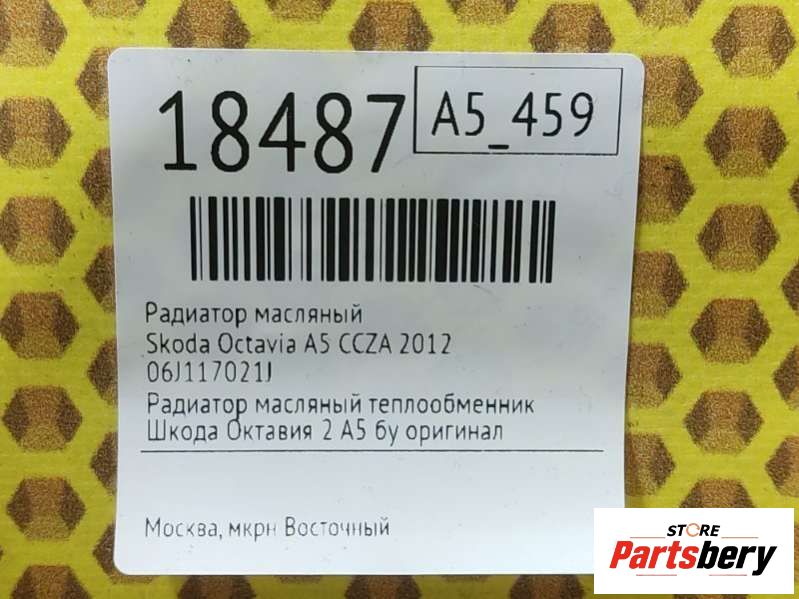 18487
A5_459
Радиатор масляный
Skoda Octavia A5 CCZA 2012
06J117021J
Радиатор масляный теплообменник
Шкода Октавия 2 А5 бу оригинал
Москва, мкрн Восточный
STORE
Partsbery